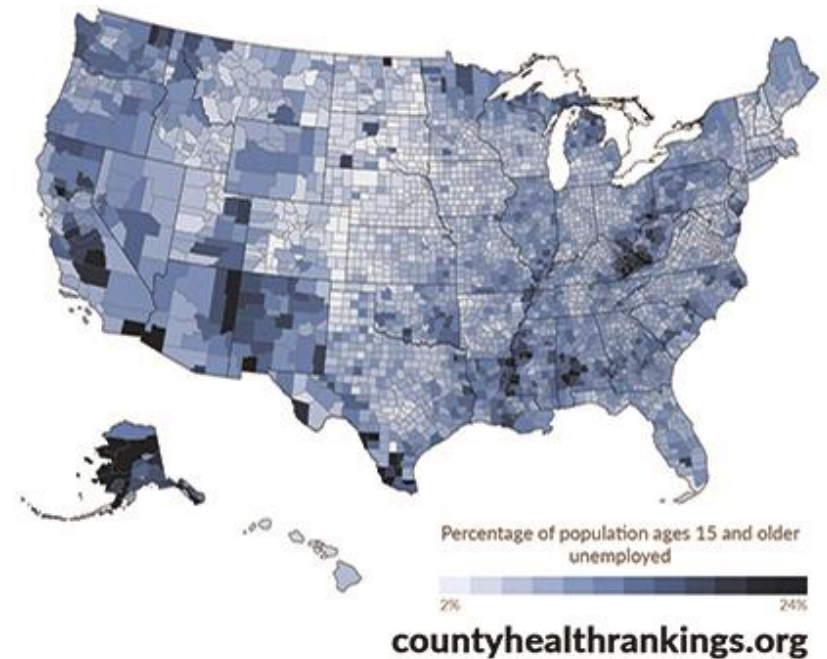 Percentage of population ages 15 and older
unemployed
2%
24%
countyhealthrankings.org